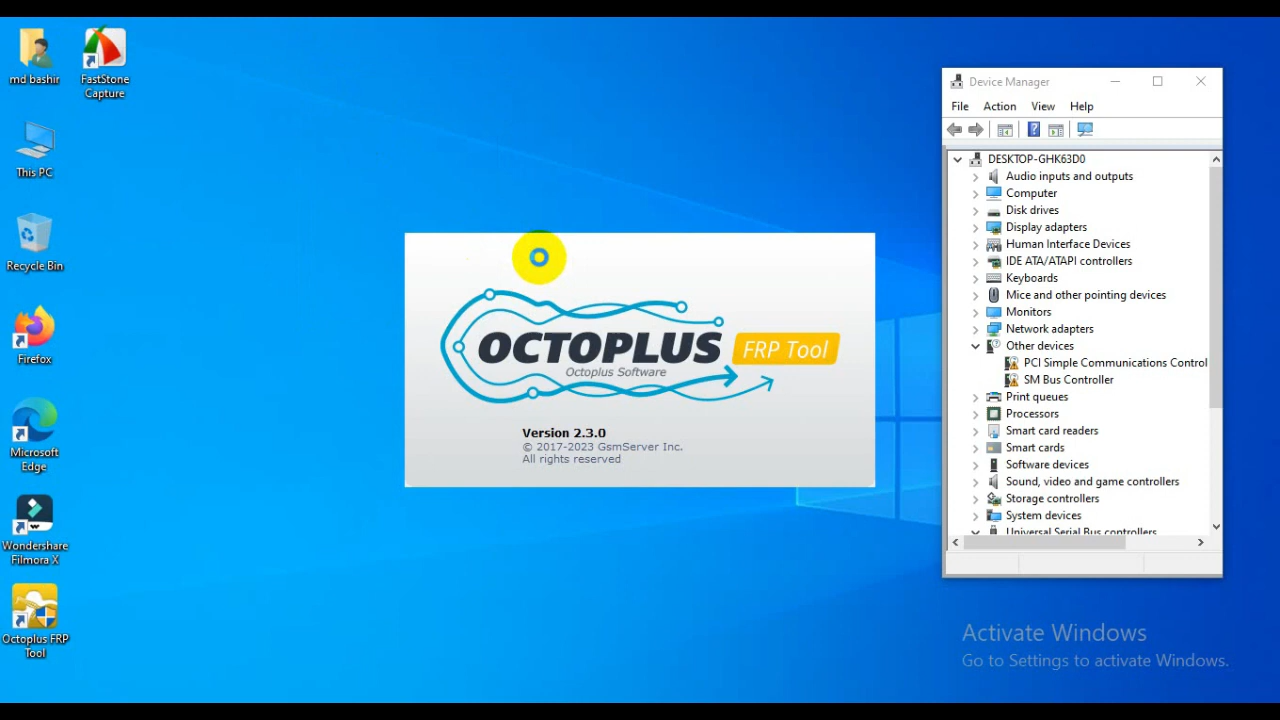 md bashir
FastStone
Capture
This PC
Recycle Bin
Firefox
Microsoft
Edge
Wondershare
Filmora X
Octoplus FRP
Tool
OCTOPLUS FRP Tool
Octoplus Software
Version 2.3.0
© 2017-2023 GsmServer Inc.
All rights reserved
Device Manager
File Action View Help
DESKTOP-GHK63D0
Audio inputs and outputs
Computer
Disk drives
Display adapters
Human Interface Devices
IDE ATA/ATAPI controllers
Keyboards
Mice and other pointing devices
Monitors
Network adapters
Other devices
PCI Simple Communications Control
SM Bus Controller
Print queues
Processors
Smart card readers
Smart cards
Software devices
Sound, video and game controllers
Storage controllers
System devices
Universal Serial Bus controllers
Activate Windows
Go to Settings to activate Windows.